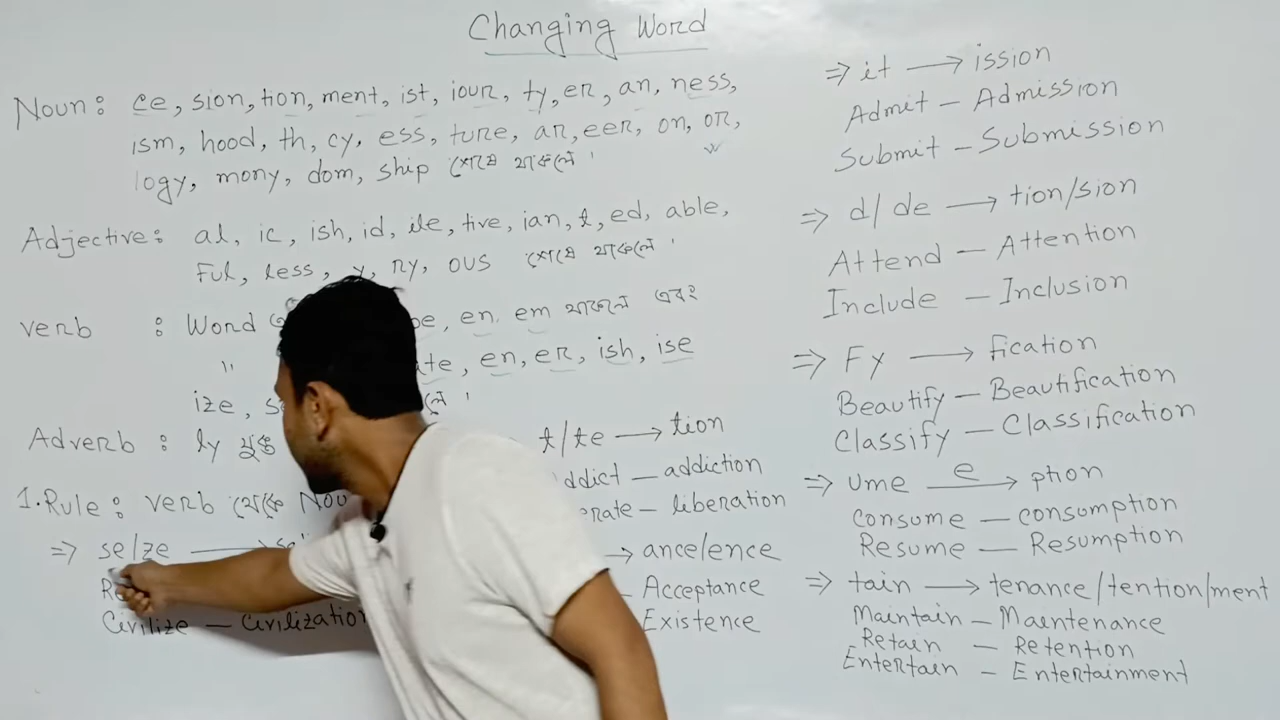 Changing Word
Noun: ce, sion, tion, ment, ist, iour, ty, er, an, ness,
ism, hood, th, cy, ess, ture, ar, eer, on, or,
logy, mony, dom, ship শেষে থাকলে।
Adjective: al, ic, ish, id, ile, tive, ian, t, ed, able,
Ful, less, y, ry, ous শেষে থাকলে।
verb : Word be, en, em থাকলে এবং
" ate, en, er, ish, ise
ize,
Adverb : ly
1.Rule: verb থেকে
⇒ se/ze ⟶
Civilize – Civilization
t/te ⟶ tion
addiction
– liberation
⟶ ance/ence
– Acceptance
Existence
⇒ it ⟶ ission
Admit – Admission
Submit – Submission
⇒ d/de ⟶ tion/sion
Attend – Attention
Include – Inclusion
⇒ Fy ⟶ fication
Beautify – Beautification
Classify – Classification
⇒ ume e⟶ ption
Consume – consumption
Resume – Resumption
⇒ tain ⟶ tenance/tention/ment
Maintain – Maintenance
Retain – Retention
Entertain – Entertainment